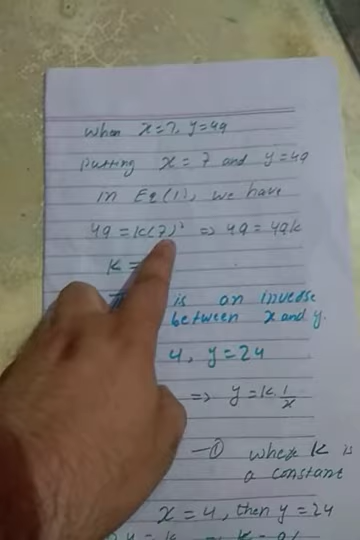 when x=7, y=49
Putting x = 7 and y=49
in Eq(1), we have
49 = k(7)² => 49 = 49k
k =
is an inverse
between x and y.
4, y=24
=> y=k 1/x
—① where k is
a constant
x = 4, then y = 24